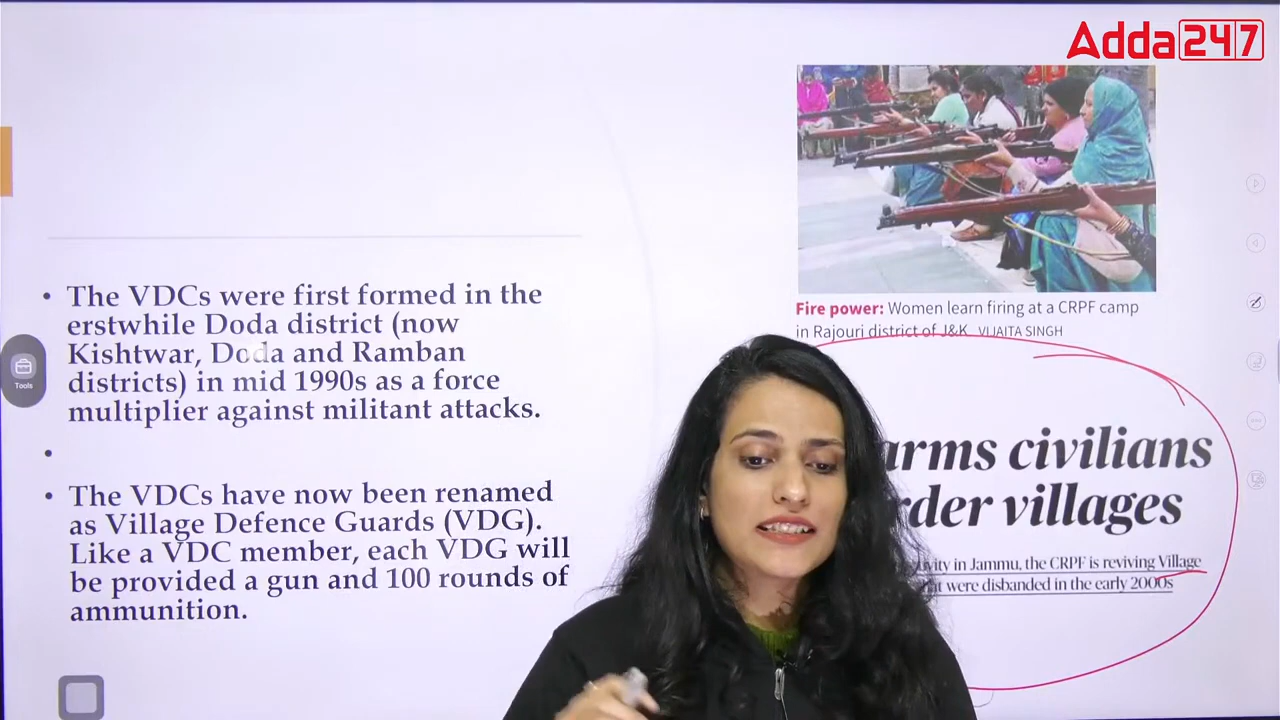 Adda247
The VDCs were first formed in the
erstwhile Doda district (now
Kishtwar, Doda and Ramban
districts) in mid 1990s as a force
multiplier against militant attacks.
The VDCs have now been renamed
as Village Defence Guards (VDG).
Like a VDC member, each VDG will
be provided a gun and 100 rounds of
ammunition.
Tools
Fire power: Women learn firing at a CRPF camp
in Rajouri district of J&K VIJAITA SINGH
arms civilians
villages
in Jammu, the CRPF is reviving Village
were disbanded in the early 2000s